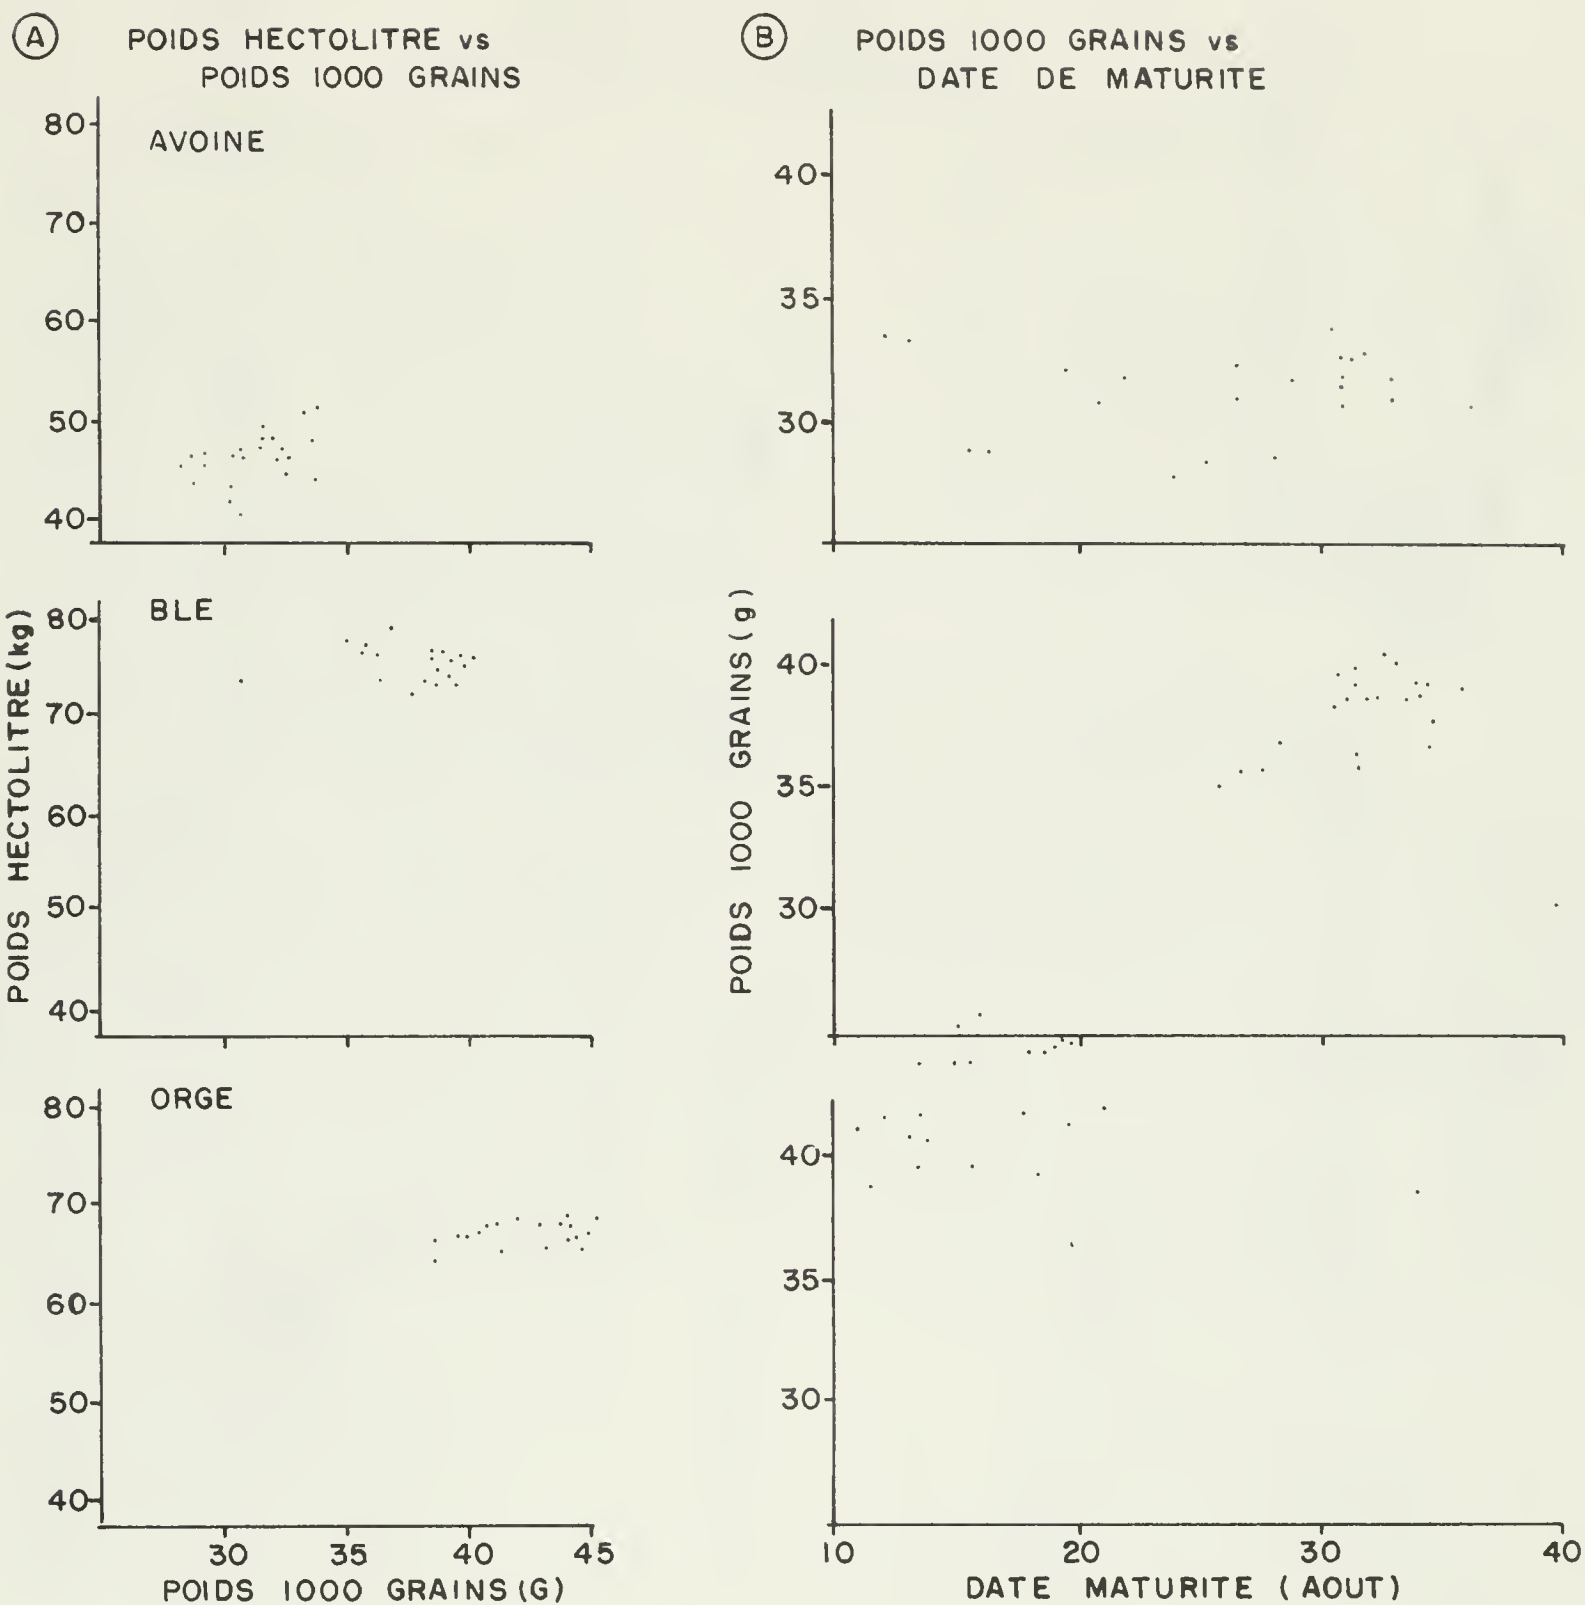 A
POIDS HECTOLITRE vs
POIDS 1000 GRAINS
B
POIDS 1000 GRAINS vs
DATE DE MATURITE
AVOINE
80
70
60
50
40
40
35
30
POIDS HECTOLITRE (kg)
BLE
80
70
60
50
40
POIDS 1000 GRAINS (g)
40
35
30
ORGE
80
70
60
50
40
30
35
40
45
POIDS 1000 GRAINS (G)
40
35
30
10
20
30
40
DATE MATURITE (AOUT)